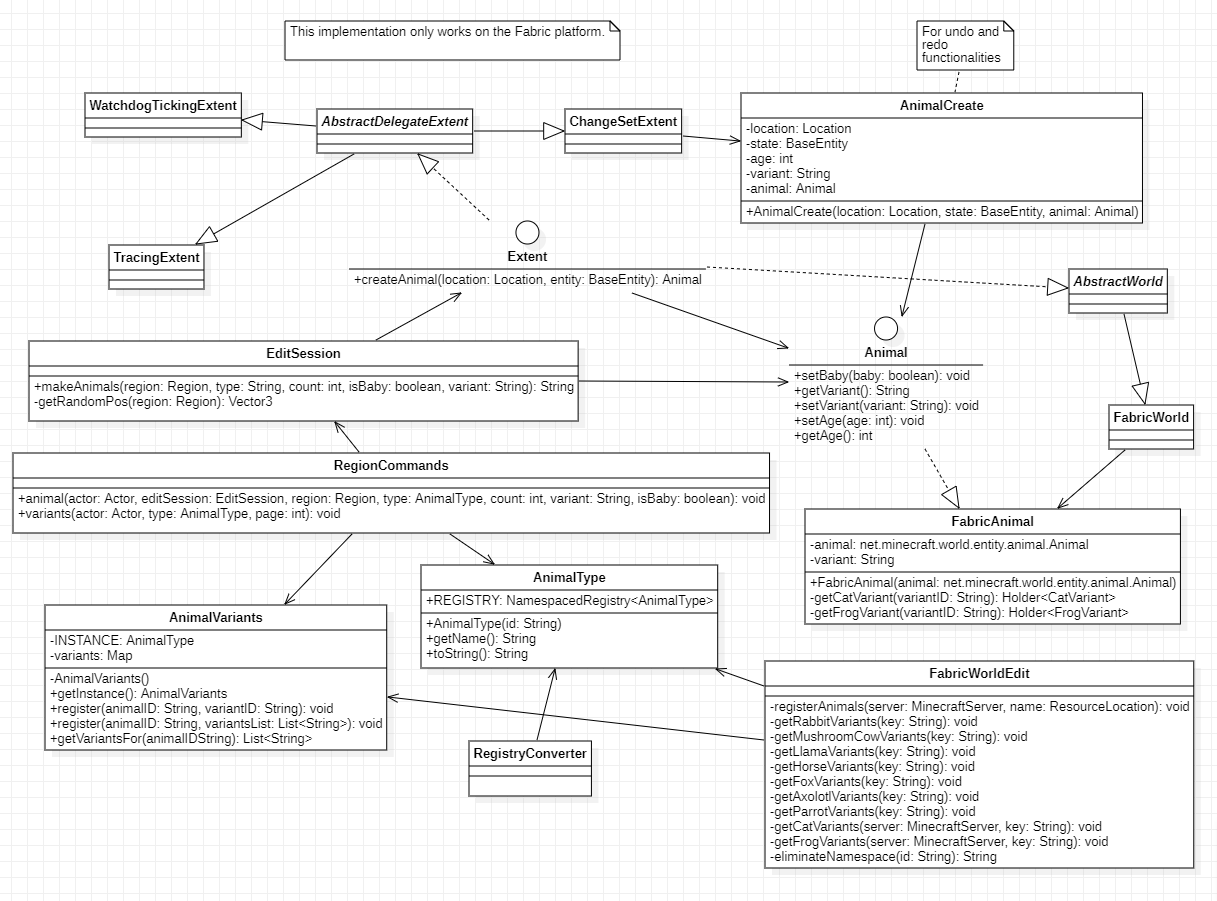 This implementation only works on the Fabric platform.
For undo and
redo
functionalities
WatchdogTickingExtent
AbstractDelegateExtent
ChangeSetExtent
AnimalCreate
-location: Location
-state: BaseEntity
-age: int
-variant: String
-animal: Animal
+AnimalCreate(location: Location, state: BaseEntity, animal: Animal)
TracingExtent
Extent
+createAnimal(location: Location, entity: BaseEntity): Animal
AbstractWorld
EditSession
+makeAnimals(region: Region, type: String, count: int, isBaby: boolean, variant: String): String
-getRandomPos(region: Region): Vector3
Animal
+setBaby(baby: boolean): void
+getVariant(): String
+setVariant(variant: String): void
+setAge(age: int): void
+getAge(): int
FabricWorld
RegionCommands
+animal(actor: Actor, editSession: EditSession, region: Region, type: AnimalType, count: int, variant: String, isBaby: boolean): void
+variants(actor: Actor, type: AnimalType, page: int): void
FabricAnimal
-animal: net.minecraft.world.entity.animal.Animal
-variant: String
+FabricAnimal(animal: net.minecraft.world.entity.animal.Animal)
-getCatVariant(variantID: String): Holder<CatVariant>
-getFrogVariant(variantID: String): Holder<FrogVariant>
AnimalType
+REGISTRY: NamespacedRegistry<AnimalType>
+AnimalType(id: String)
+getName(): String
+toString(): String
AnimalVariants
-INSTANCE: AnimalType
-variants: Map
-AnimalVariants()
+getInstance(): AnimalVariants
+register(animalID: String, variantID: String): void
+register(animalID: String, variantsList: List<String>): void
+getVariantsFor(animalIDString): List<String>
RegistryConverter
FabricWorldEdit
-registerAnimals(server: MinecraftServer, name: ResourceLocation): void
-getRabbitVariants(key: String): void
-getMushroomCowVariants(key: String): void
-getLlamaVariants(key: String): void
-getHorseVariants(key: String): void
-getFoxVariants(key: String): void
-getAxolotlVariants(key: String): void
-getParrotVariants(key: String): void
-getCatVariants(server: MinecraftServer, key: String): void
-getFrogVariants(server: MinecraftServer, key: String): void
-eliminateNamespace(id: String): String